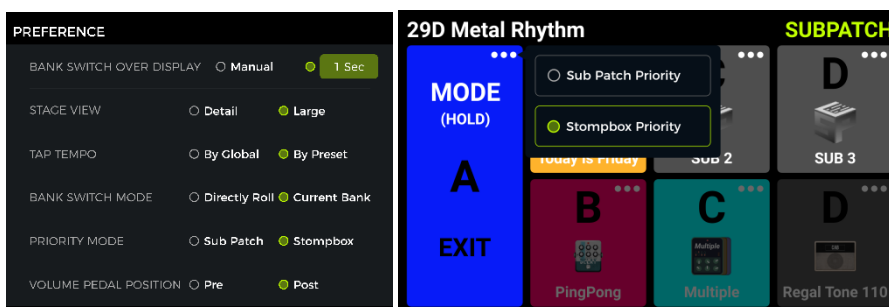 PREFERENCE
BANK SWITCH OVER DISPLAY Manual 1 Sec
STAGE VIEW Detail Large
TAP TEMPO By Global By Preset
BANK SWITCH MODE Directly Roll Current Bank
PRIORITY MODE Sub Patch Stompbox
VOLUME PEDAL POSITION Pre Post
29D Metal Rhythm SUBPATCH
MODE
(HOLD)
A
EXIT
Sub Patch Priority
Stompbox Priority
C
D
Today is Friday
SUB 2
SUB 3
B
C
D
Multiple
PingPong
Multiple
Regal Tone 110